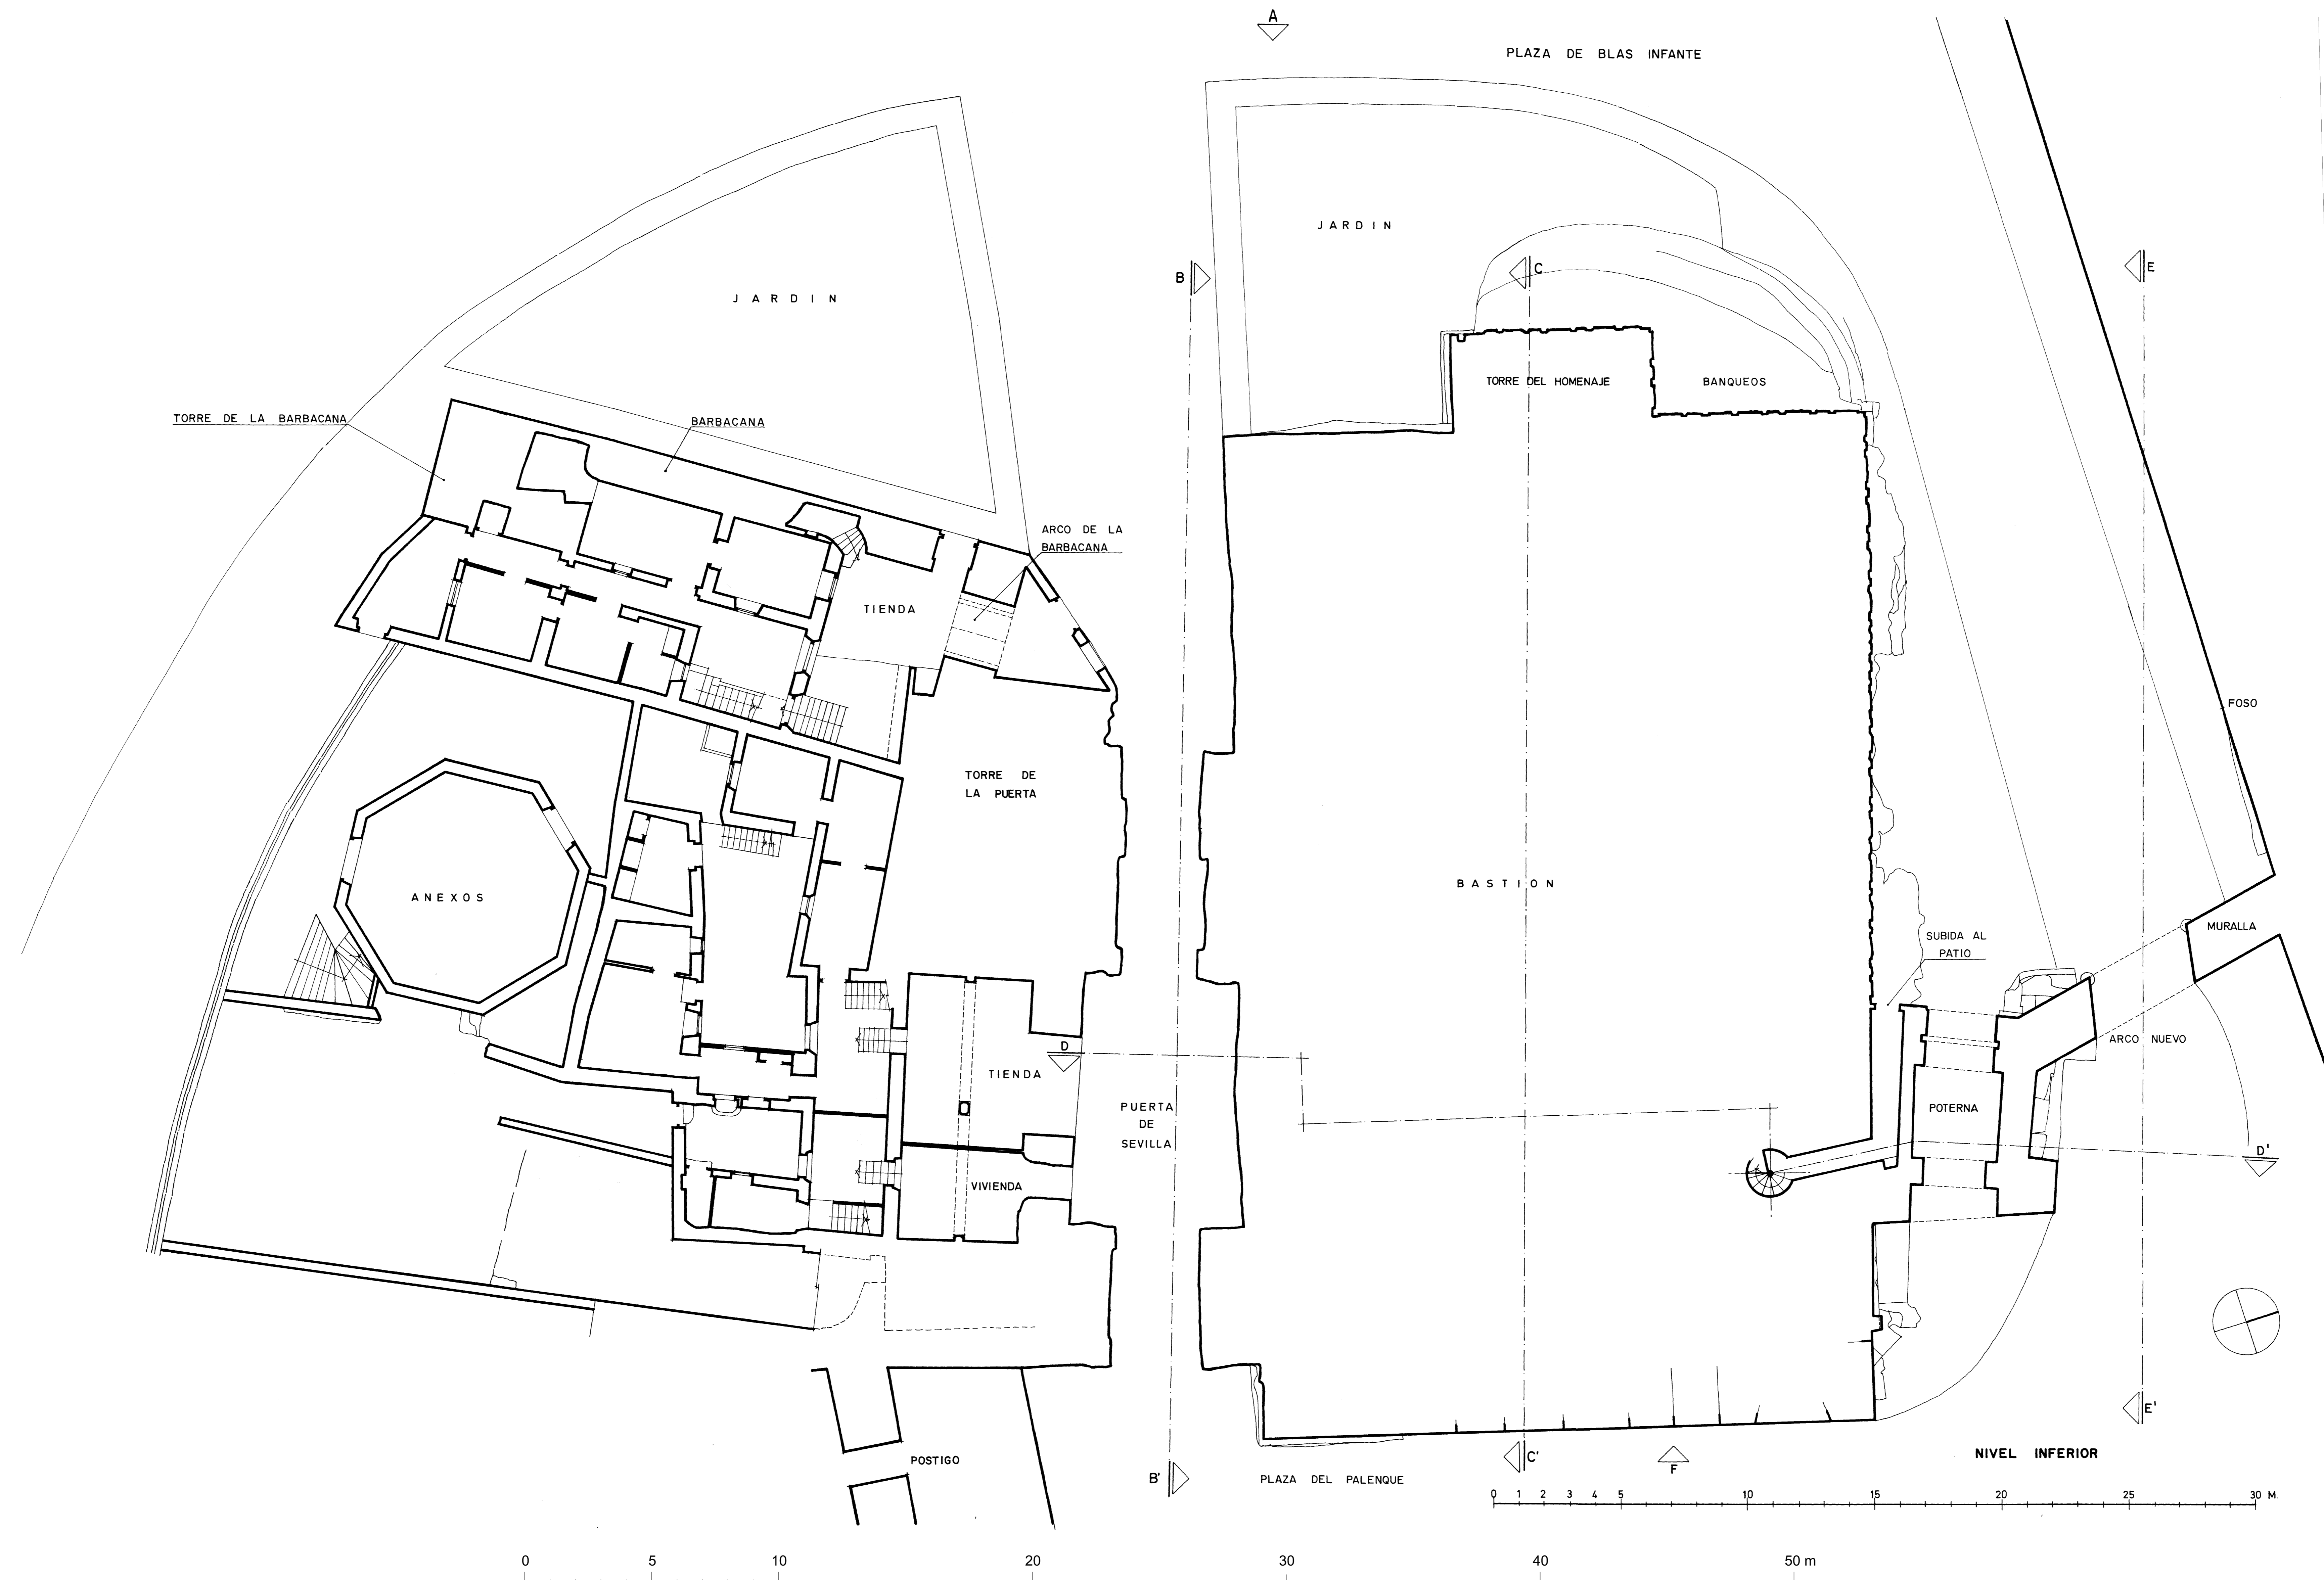 A
PLAZA DE BLAS INFANTE
JARDIN
B
C
E
JARDIN
TORRE DEL HOMENAJE
BANQUEOS
TORRE DE LA BARBACANA
BARBACANA
ARCO DE LA
BARBACANA
TIENDA
FOSO
TORRE DE
LA PUERTA
BASTION
ANEXOS
MURALLA
SUBIDA AL
PATIO
ARCO NUEVO
D
TIENDA
PUERTA
DE
SEVILLA
POTERNA
D'
VIVIENDA
E'
POSTIGO
B'
PLAZA DEL PALENQUE
C'
F
NIVEL INFERIOR
0 1 2 3 4 5 10 15 20 25 30 M.
0 5 10 20 30 40 50 m